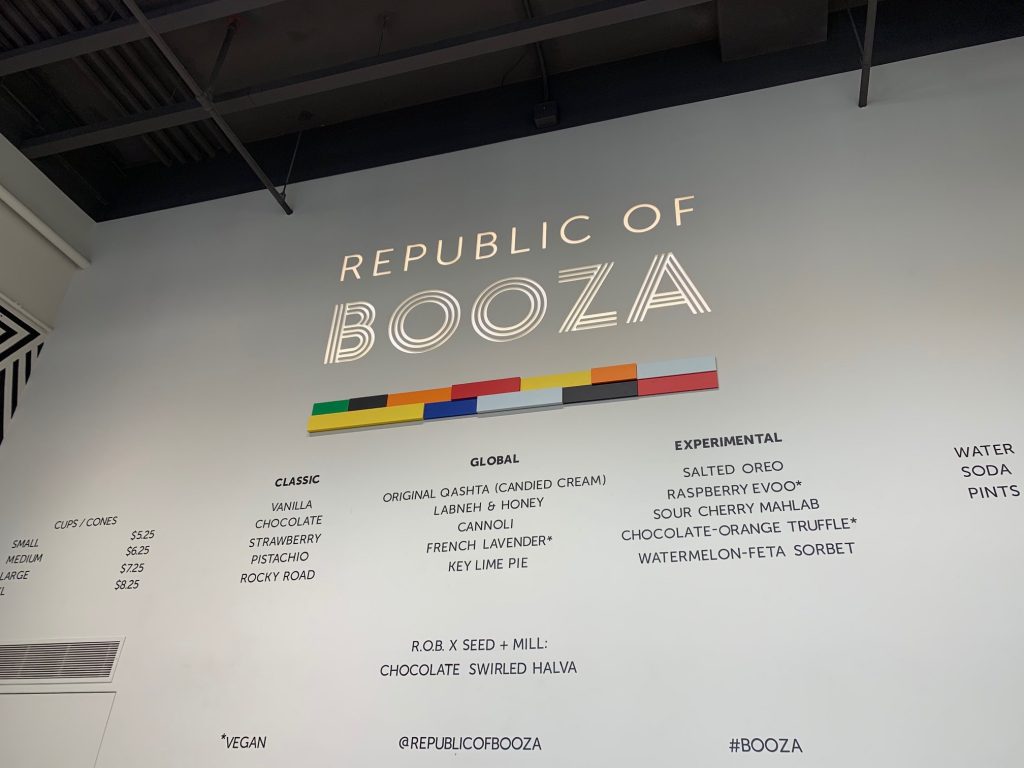 REPUBLIC OF
BOOZA
CUPS / CONES
SMALL $5.25
MEDIUM $6.25
LARGE $7.25
$8.25
CLASSIC
VANILLA
CHOCOLATE
STRAWBERRY
PISTACHIO
ROCKY ROAD
GLOBAL
ORIGINAL QASHTA (CANDIED CREAM)
LABNEH & HONEY
CANNOLI
FRENCH LAVENDER*
KEY LIME PIE
EXPERIMENTAL
SALTED OREO
RASPBERRY EVOO*
SOUR CHERRY MAHLAB
CHOCOLATE-ORANGE TRUFFLE*
WATERMELON-FETA SORBET
WATER
SODA
PINTS
R.O.B. X SEED + MILL:
CHOCOLATE SWIRLED HALVA
*VEGAN
@REPUBLICOFBOOZA
#BOOZA